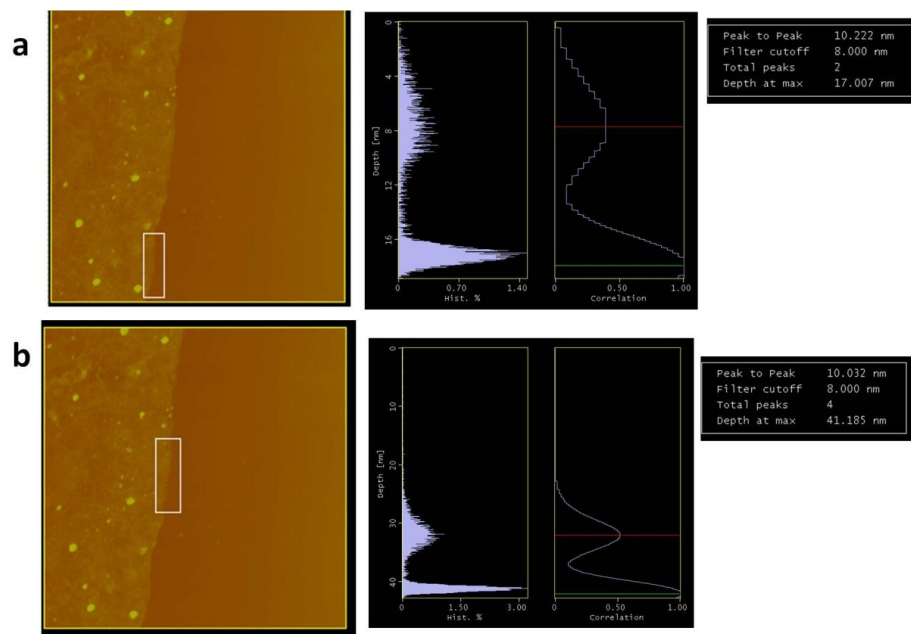 a
0
4
8
12
16
Depth [nm]
0 0.70 1.40
Hist. %
0 0.50 1.00
Correlation
Peak to Peak 10.222 nm
Filter cutoff 8.000 nm
Total peaks 2
Depth at max 17.007 nm
b
0
10
20
30
40
Depth [nm]
0 1.50 3.00
Hist. %
0 0.50 1.00
Correlation
Peak to Peak 10.032 nm
Filter cutoff 8.000 nm
Total peaks 4
Depth at max 41.185 nm